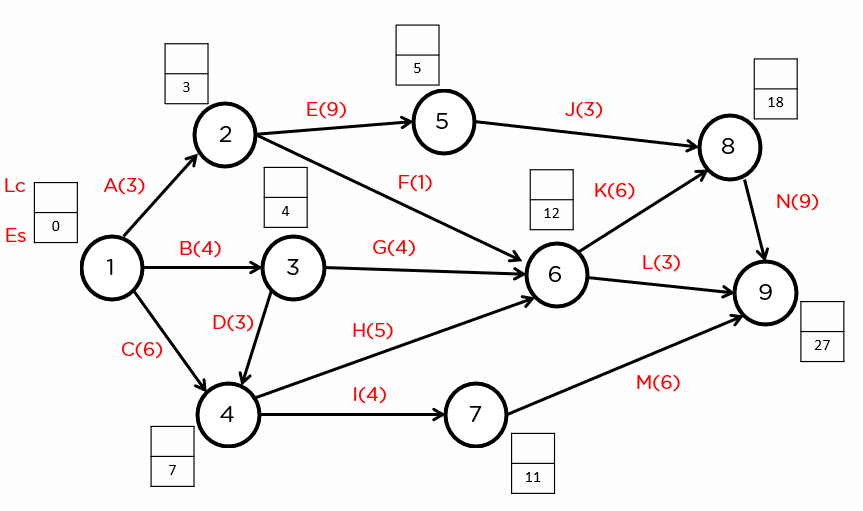 3
5
18
E(9)
J(3)
2
5
8
Lc
A(3)
F(1)
K(6)
N(9)
0
4
12
Es
B(4)
G(4)
L(3)
1
3
6
9
C(6)
D(3)
H(5)
27
I(4)
M(6)
4
7
7
11